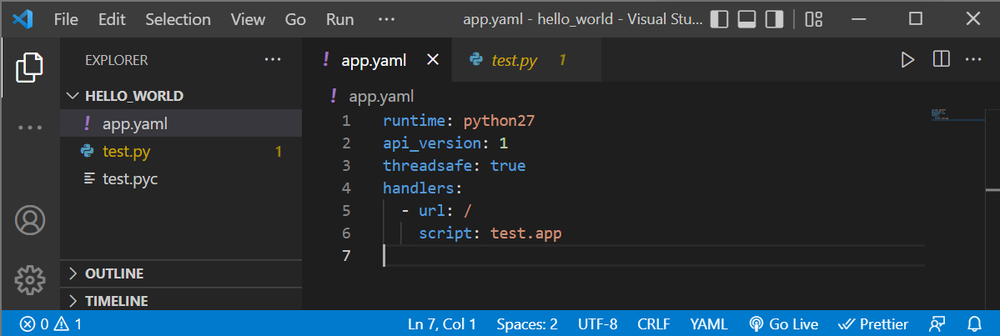 File Edit Selection View Go Run ··· app.yaml - hello_world - Visual Stu...
EXPLORER ···
HELLO_WORLD
! app.yaml
test.py 1
test.pyc
OUTLINE
TIMELINE
! app.yaml test.py 1 ···
! app.yaml
1 runtime: python27
2 api_version: 1
3 threadsafe: true
4 handlers:
5 - url: /
6 script: test.app
7
0 1 Ln 7, Col 1 Spaces: 2 UTF-8 CRLF YAML Go Live Prettier